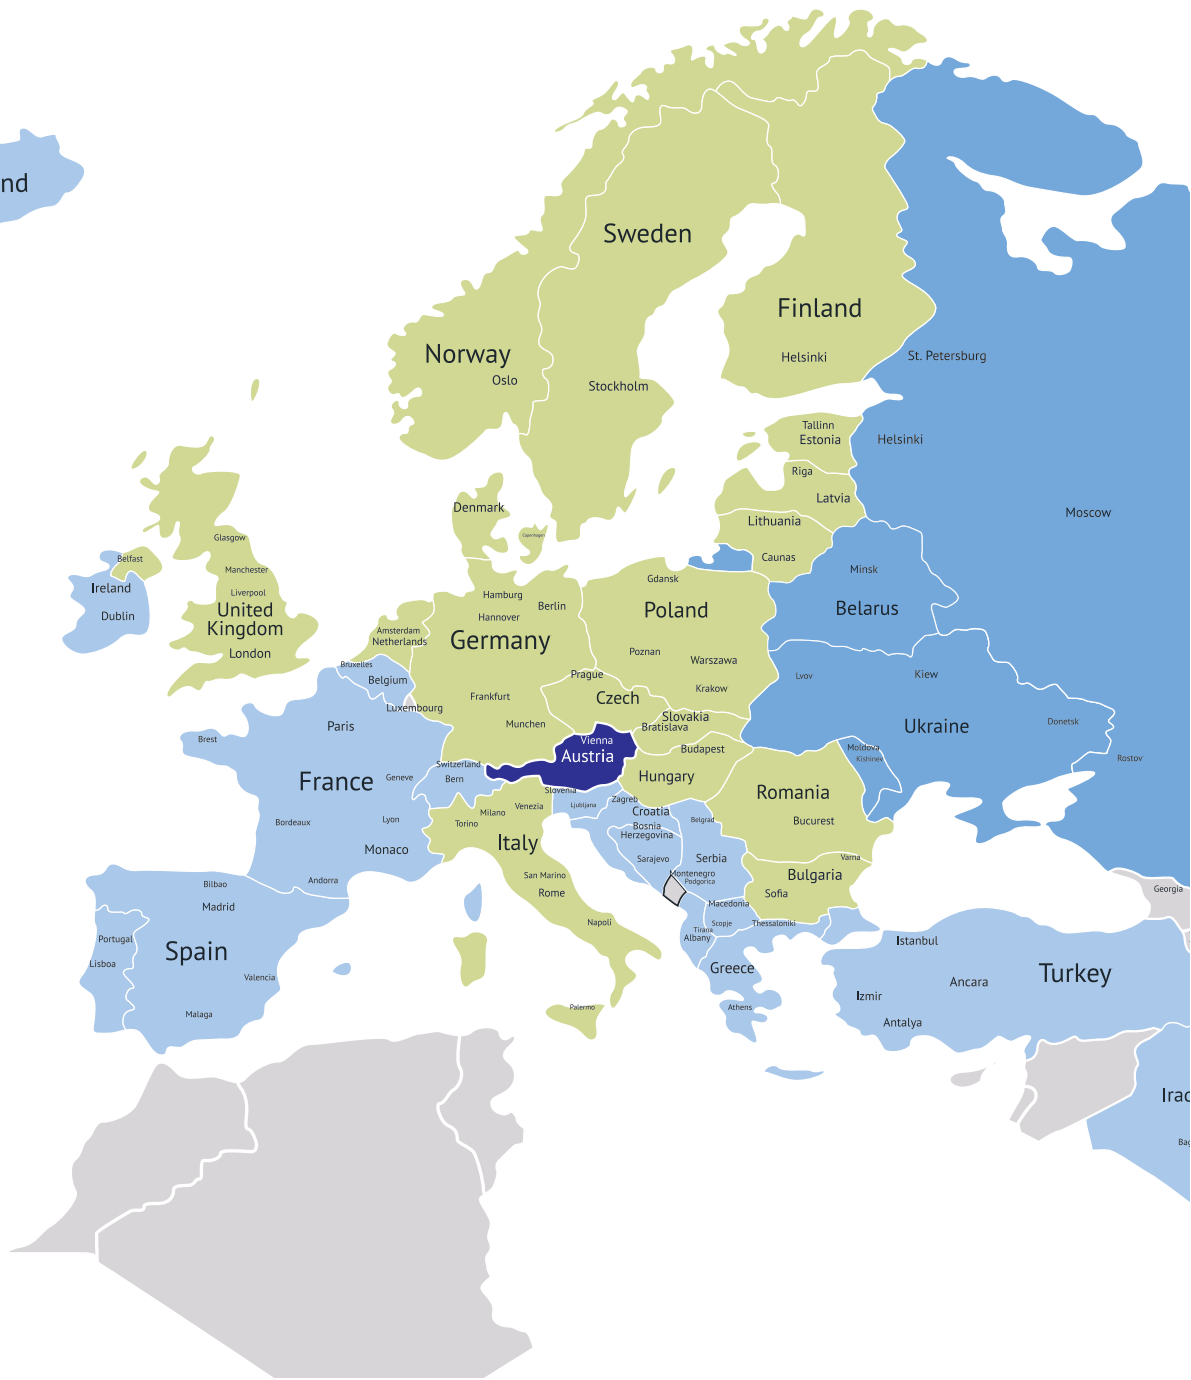 nd
Sweden
Finland
Helsinki
Norway
Oslo
Stockholm
St. Petersburg
Tallinn
Estonia
Helsinki
Riga
Latvia
Moscow
Denmark
Copenhagen
Lithuania
Caunas
Glasgow
Belfast
Manchester
Ireland
Liverpool
Dublin
United
Kingdom
London
Minsk
Belarus
Gdansk
Poland
Poznan
Warszawa
Krakow
Hamburg
Berlin
Hannover
Germany
Frankfurt
Munchen
Amsterdam
Netherlands
Bruxelles
Belgium
Luxembourg
Prague
Czech
Slovakia
Bratislava
Lvov
Kiew
Ukraine
Donetsk
Rostov
Moldova
Kishinev
Paris
Brest
France
Geneve
Bordeaux
Lyon
Monaco
Andorra
Switzerland
Bern
Vienna
Austria
Budapest
Hungary
Romania
Bucurest
Slovenia
Ljubljana
Zagreb
Croatia
Bosnia
Herzegovina
Sarajevo
Belgrad
Serbia
Montenegro
Podgorica
Milano
Venezia
Torino
Italy
San Marino
Rome
Napoli
Palermo
Varna
Bulgaria
Sofia
Macedonia
Scopje
Thessaloniki
Tirana
Albany
Greece
Athens
Bilbao
Madrid
Spain
Portugal
Lisboa
Valencia
Malaga
Georgia
Istanbul
Ancara
Turkey
Izmir
Antalya
Irac
Bag